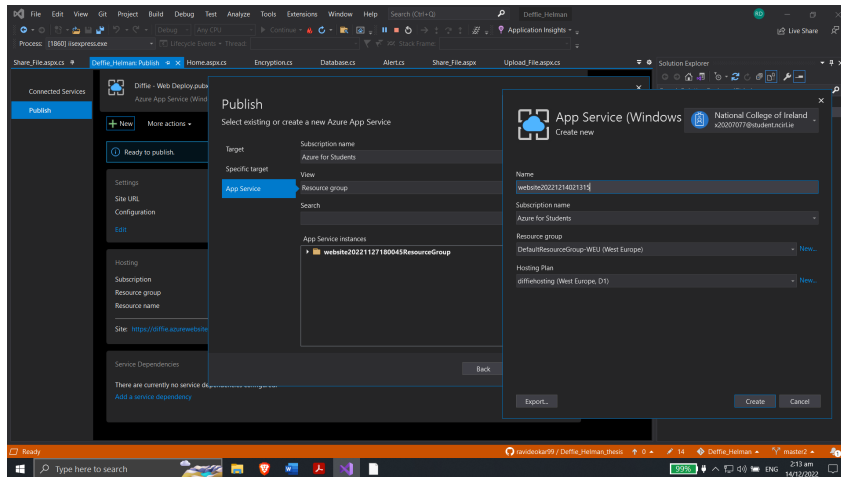 File Edit View Git Project Build Debug Test Analyze Tools Extensions Window Help Search (Ctrl+Q) Deffie_Helman RD
Debug Any CPU Continue Application Insights Live Share
Process: [1860] iisexpress.exe Lifecycle Events Thread: Stack Frame:
Share_File.aspx.cs Deffie_Helman: Publish Home.aspx.cs Encryption.cs Database.cs Alert.cs Share_File.aspx Upload_File.aspx.cs Solution Explorer
Connected Services
Publish
Diffie - Web Deploy.pubx
Azure App Service (Wind
New More actions
Ready to publish.
Settings
Site URL
Configuration
Edit
Hosting
Subscription
Resource group
Resource name
Site: https://diffie.azurewebsite
Service Dependencies
There are currently no service dependencies configured.
Add a service dependency
Publish
Select existing or create a new Azure App Service
Target
Specific target
App Service
Subscription name
Azure for Students
View
Resource group
Search
App Service instances
website20221127180045ResourceGroup
Back
App Service (Windows
Create new
National College of Ireland
x20207077@student.ncirl.ie
Name
website20221214021315
Subscription name
Azure for Students
Resource group
DefaultResourceGroup-WEU (West Europe) New...
Hosting Plan
diffiehosting (West Europe, D1) New...
Export... Create Cancel
Ready ravideokar99 / Deffie_Helman_thesis 0 14 Deffie_Helman master2
Type here to search 99% ENG 2:13 am
14/12/2022